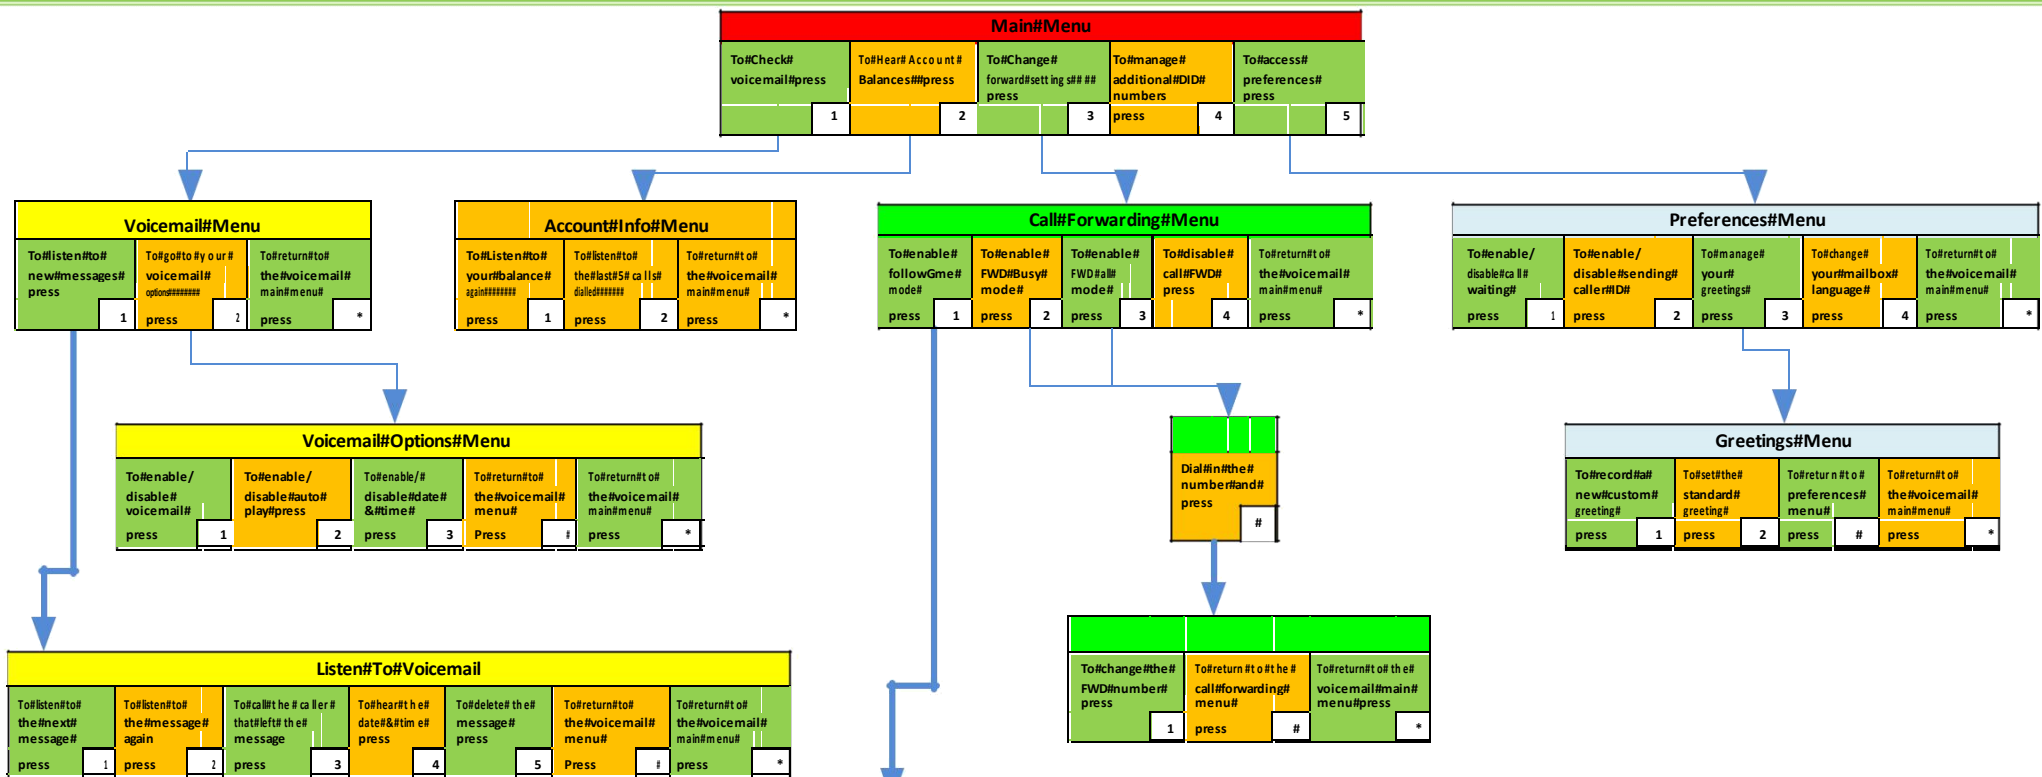 Main#Menu
To#Check#
voicemail#press
1
To#Hear#Account#
Balances##press
2
To#Change#
forward#settings####
press
3
To#manage#
additional#DID#
numbers
press
4
To#access#
preferences#
press
5
Voicemail#Menu
To#listen#to#
new#messages#
press
1
To#go#to#your#
voicemail#
options########
press
2
To#return#to#
the#voicemail#
main#menu#
press
*
Account#Info#Menu
To#Listen#to#
your#balance#
again########
press
1
To#listen#to#
the#last#5#calls#
dialled#######
press
2
To#return#to#
the#voicemail#
main#menu#
press
*
Call#Forwarding#Menu
To#enable#
followGme#
mode#
press
1
To#enable#
FWD#Busy#
mode#
press
2
To#enable#
FWD#all#
mode#
press
3
To#disable#
call#FWD#
press
4
To#return#to#
the#voicemail#
main#menu#
press
*
Preferences#Menu
To#enable/
disable#call#
waiting#
press
1
To#enable/
disable#sending#
caller#ID#
press
2
To#manage#
your#
greetings#
press
3
To#change#
your#mailbox#
language#
press
4
To#return#to#
the#voicemail#
main#menu#
press
*
Voicemail#Options#Menu
To#enable/
disable#
voicemail#
press
1
To#enable/
disable#auto#
play#press
2
To#enable/#
disable#date#
&#time#
press
3
To#return#to#
the#voicemail#
menu#
Press
#
To#return#to#
the#voicemail#
main#menu#
press
*
Dial#in#the#
number#and#
press
#
Greetings#Menu
To#record#a#
new#custom#
greeting#
press
1
To#set#the#
standard#
greeting#
press
2
To#return#to#
preferences#
menu#
press
#
To#return#to#
the#voicemail#
main#menu#
press
*
To#change#the#
FWD#number#
press
1
To#return#to#the#
call#forwarding#
menu#
press
#
To#return#to#the#
voicemail#main#
menu#press
*
Listen#To#Voicemail
To#listen#to#
the#next#
message#
press
1
To#listen#to#
the#message#
again
press
2
To#call#the#caller#
that#left#the#
message
press
3
To#hear#the#
date#&#time#
press
4
To#delete#the#
message#
press
5
To#return#to#
the#voicemail#
menu#
Press
#
To#return#to#
the#voicemail#
main#menu#
press
*